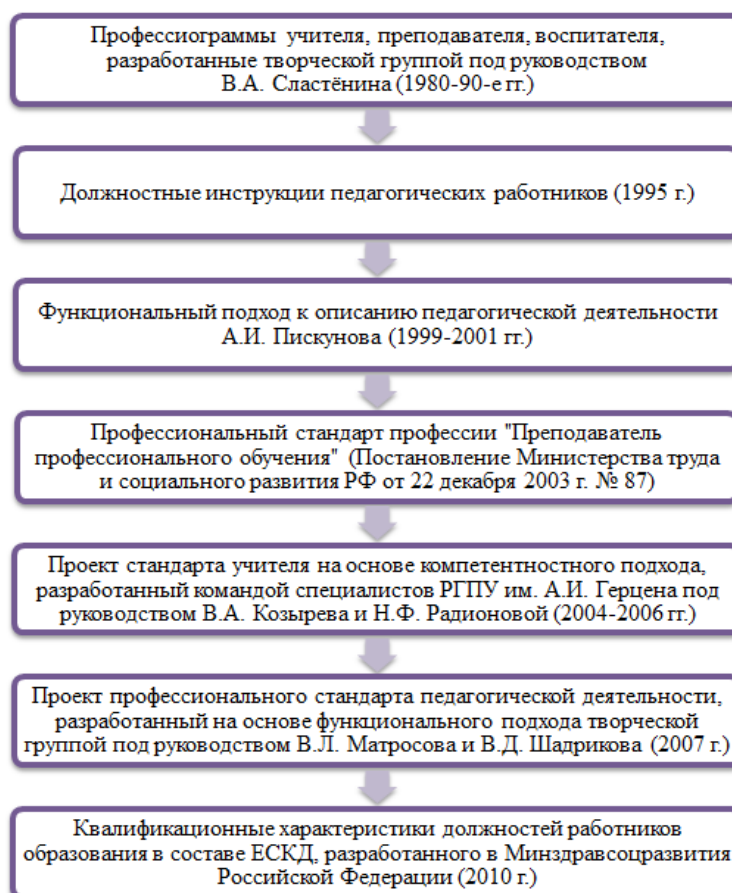 Профессиограммы учителя, преподавателя, воспитателя,
разработанные творческой группой под руководством
В.А. Сластёнина (1980-90-е гг.)
Должностные инструкции педагогических работников (1995 г.)
Функциональный подход к описанию педагогической деятельности
А.И. Пискунова (1999-2001 гг.)
Профессиональный стандарт профессии "Преподаватель
профессионального обучения" (Постановление Министерства труда
и социального развития РФ от 22 декабря 2003 г. № 87)
Проект стандарта учителя на основе компетентностного подхода,
разработанный командой специалистов РГПУ им. А.И. Герцена под
руководством В.А. Козырева и Н.Ф. Радионовой (2004-2006 гг.)
Проект профессионального стандарта педагогической деятельности,
разработанный на основе функционального подхода творческой
группой под руководством В.Л. Матросова и В.Д. Шадрикова (2007 г.)
Квалификационные характеристики должностей работников
образования в составе ЕСКД, разработанного в Минздравсоцразвития
Российской Федерации (2010 г.)